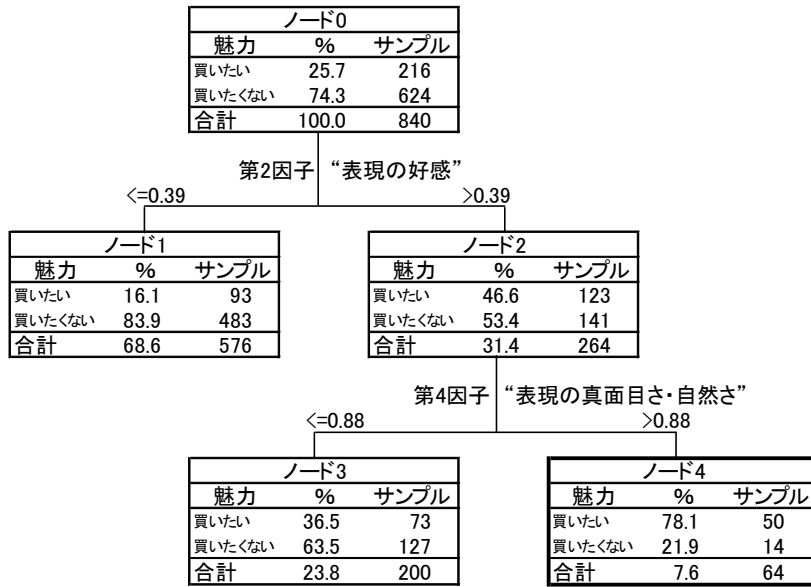 ノード0
魅力 % サンプル
買いたい 25.7 216
買いたくない 74.3 624
合計 100.0 840
第2因子 “表現の好感”
<=0.39 >0.39
ノード1
魅力 % サンプル
買いたい 16.1 93
買いたくない 83.9 483
合計 68.6 576
ノード2
魅力 % サンプル
買いたい 46.6 123
買いたくない 53.4 141
合計 31.4 264
第4因子 “表現の真面目さ・自然さ”
<=0.88 >0.88
ノード3
魅力 % サンプル
買いたい 36.5 73
買いたくない 63.5 127
合計 23.8 200
ノード4
魅力 % サンプル
買いたい 78.1 50
買いたくない 21.9 14
合計 7.6 64